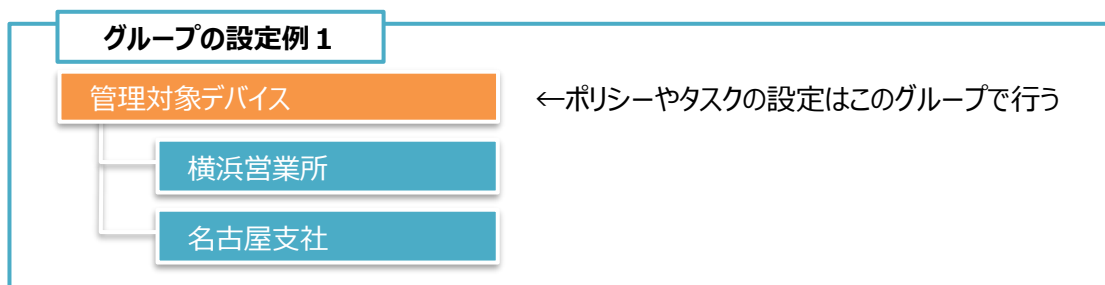 グループの設定例 1
管理対象デバイス ←ポリシーやタスクの設定はこのグループで行う
横浜営業所
名古屋支社